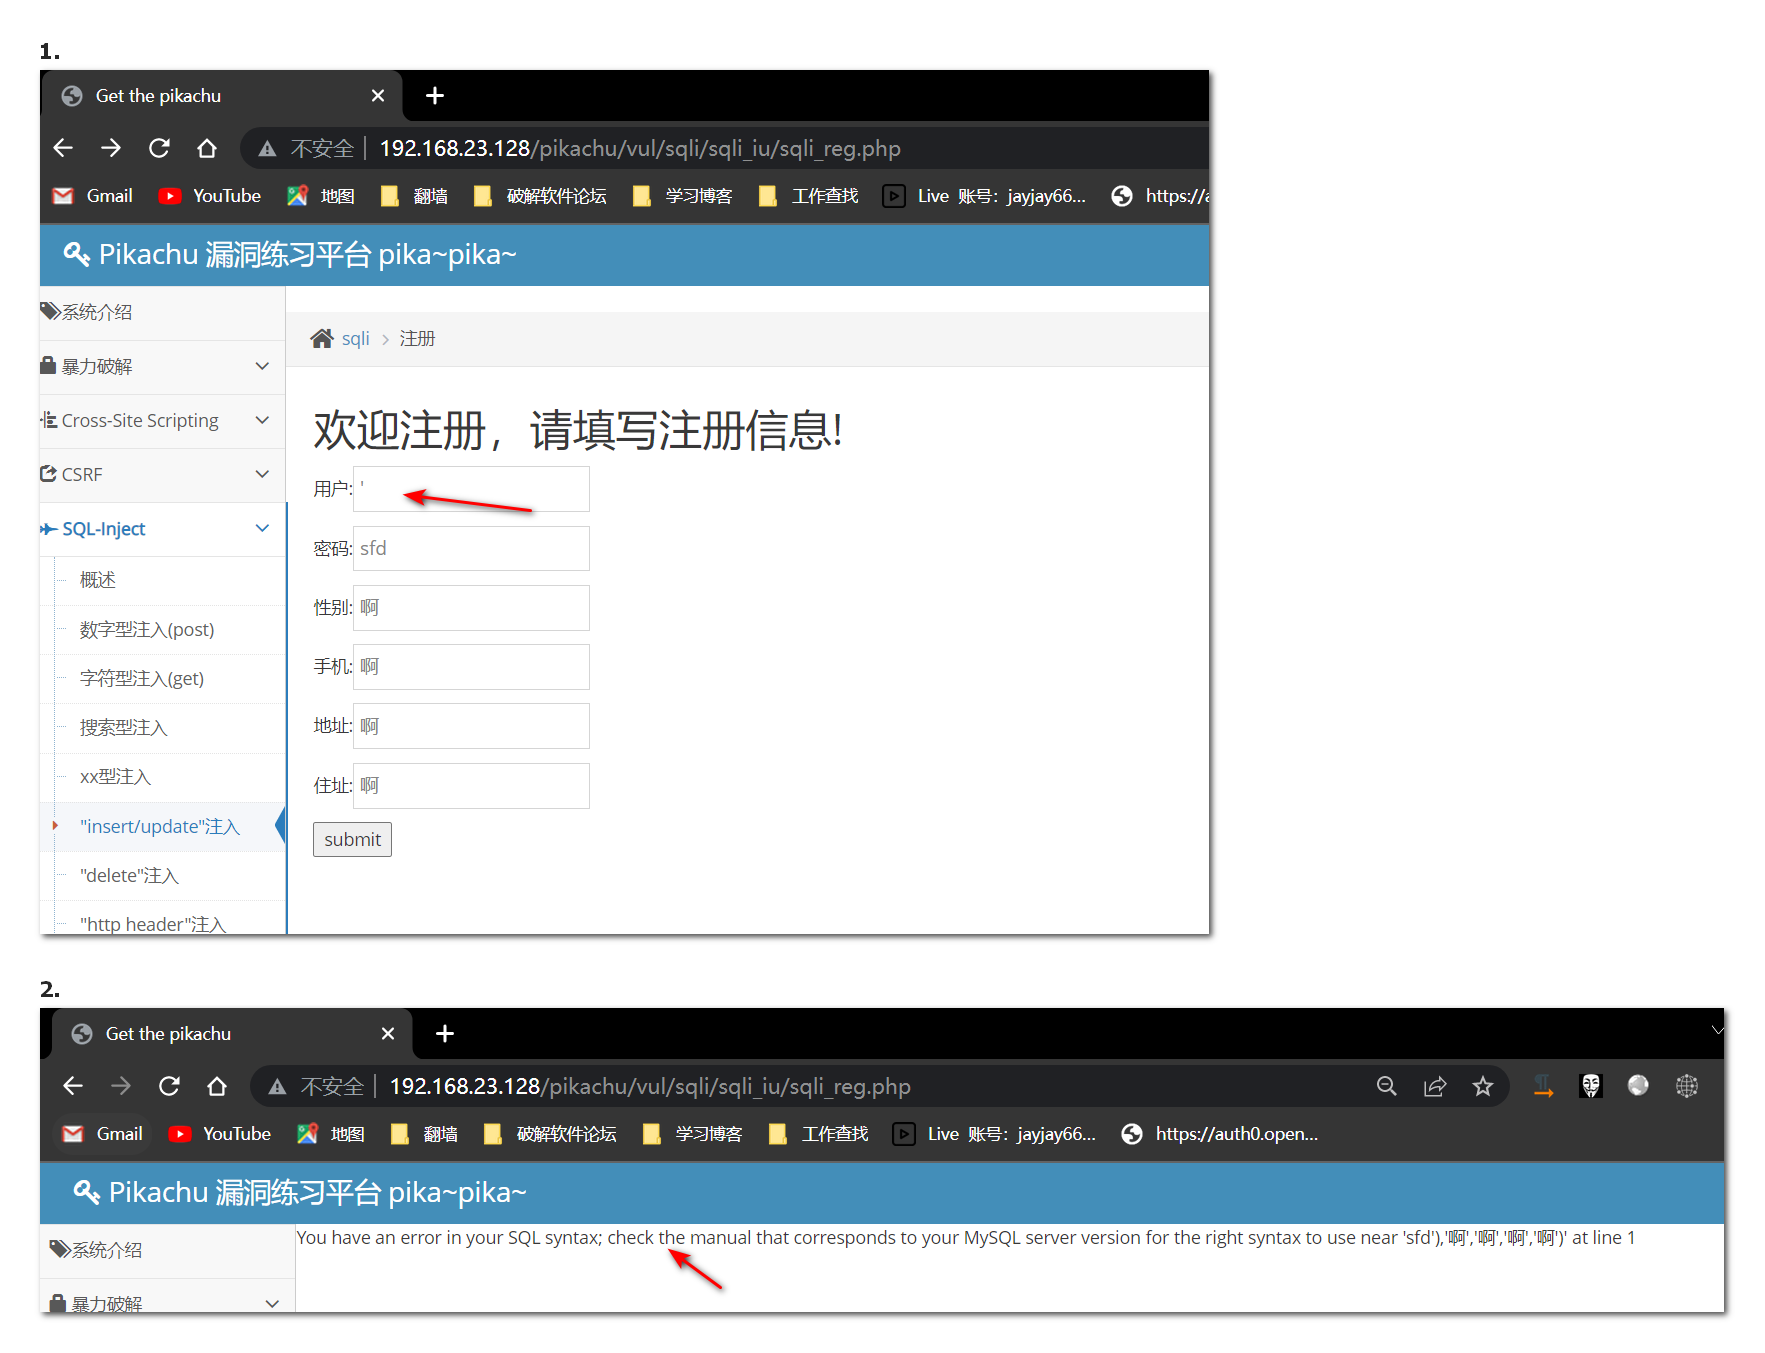 1.
Get the pikachu
不安全 192.168.23.128/pikachu/vul/sqli/sqli_iu/sqli_reg.php
Gmail YouTube 地图 翻墙 破解软件论坛 学习博客 工作查找 Live 账号：jayjay66... https://a
Pikachu 漏洞练习平台 pika~pika~
系统介绍
暴力破解
Cross-Site Scripting
CSRF
SQL-Inject
概述
数字型注入(post)
字符型注入(get)
搜索型注入
xx型注入
"insert/update"注入
"delete"注入
"http header"注入
sqli > 注册
欢迎注册，请填写注册信息!
用户: '
密码: sfd
性别: 啊
手机: 啊
地址: 啊
住址: 啊
submit
2.
Get the pikachu
不安全 192.168.23.128/pikachu/vul/sqli/sqli_iu/sqli_reg.php
Gmail YouTube 地图 翻墙 破解软件论坛 学习博客 工作查找 Live 账号：jayjay66... https://auth0.open...
Pikachu 漏洞练习平台 pika~pika~
系统介绍
暴力破解
You have an error in your SQL syntax; check the manual that corresponds to your MySQL server version for the right syntax to use near 'sfd'),'啊','啊','啊','啊')' at line 1